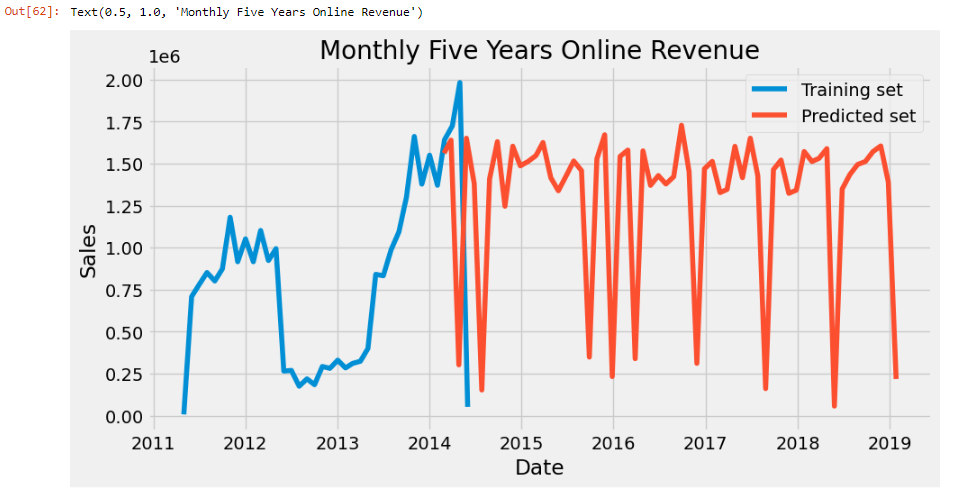 Out[62]: Text(0.5, 1.0, 'Monthly Five Years Online Revenue')
1e6
Monthly Five Years Online Revenue
Training set
Predicted set
2.00
1.75
1.50
1.25
1.00
0.75
0.50
0.25
0.00
Sales
2011 2012 2013 2014 2015 2016 2017 2018 2019
Date